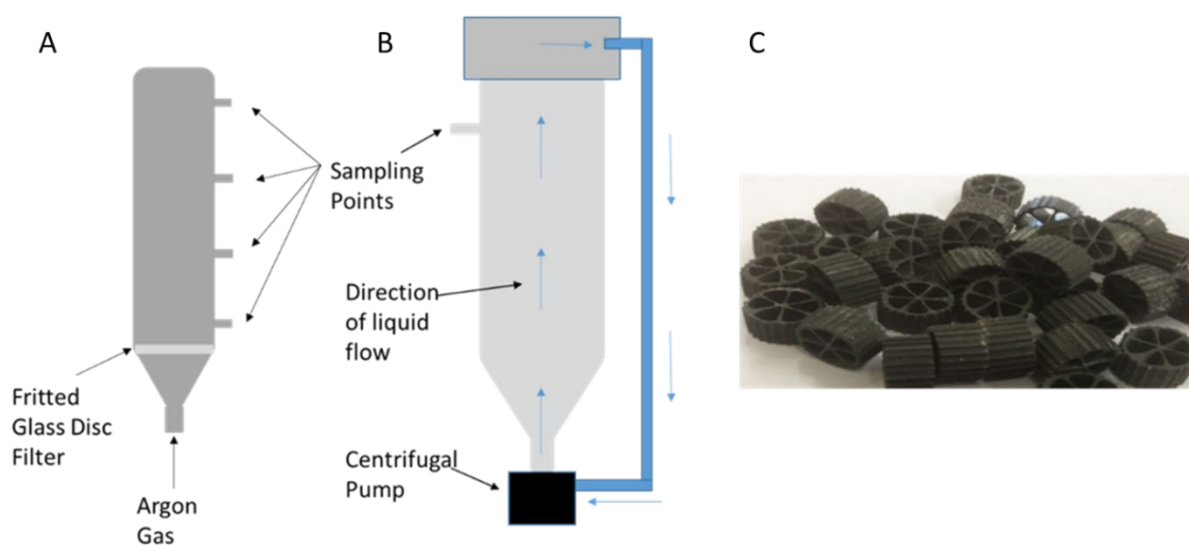 A
B
C
Sampling
Points
Direction
of liquid
flow
Fritted
Glass Disc
Filter
Centrifugal
Pump
Argon
Gas